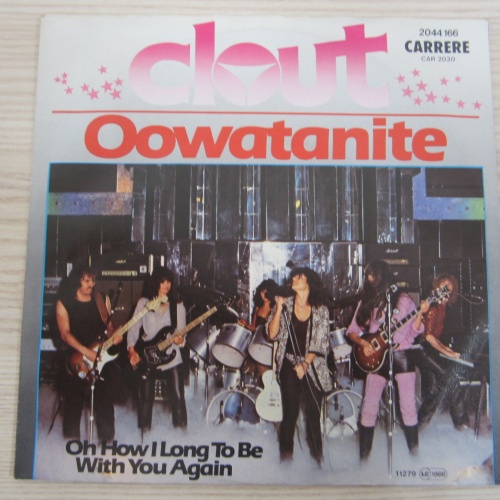 clout
2044 166
CARRERE
CAR 2030
Oowatanite
Oh How I Long To Be
With You Again
11279